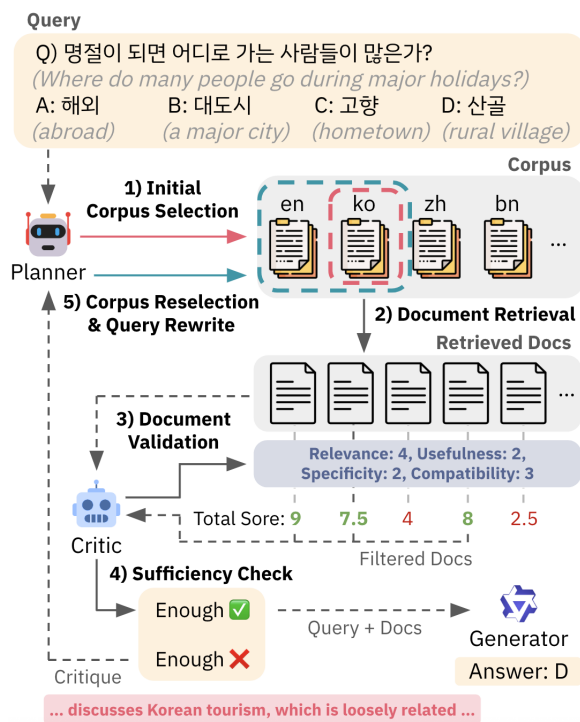 Query
Q) 명절이 되면 어디로 가는 사람들이 많은가?
(Where do many people go during major holidays?)
A: 해외 B: 대도시 C: 고향 D: 산골
(abroad) (a major city) (hometown) (rural village)
Corpus
1) Initial
Corpus Selection
en ko zh bn
...
Planner
5) Corpus Reselection
& Query Rewrite
2) Document Retrieval
Retrieved Docs
...
3) Document
Validation
Relevance: 4, Usefulness: 2,
Specificity: 2, Compatibility: 3
Total Sore: 9 7.5 4 8 2.5
Critic
Filtered Docs
4) Sufficiency Check
Enough ✅
Query + Docs
Generator
Enough ❌
Answer: D
Critique
... discusses Korean tourism, which is loosely related ...